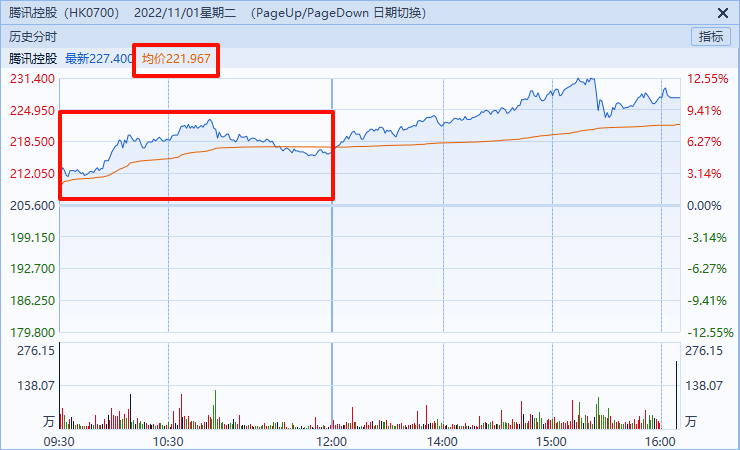 腾讯控股（HK0700） 2022/11/01星期二 （PageUp/PageDown 日期切换）
历史分时 指标
腾讯控股 最新227.400 均价221.967
231.400 12.55%
224.950 9.41%
218.500 6.27%
212.050 3.14%
205.600 0.00%
199.150 -3.14%
192.700 -6.27%
186.250 -9.41%
179.800 -12.55%
276.15 276.15
138.07 138.07
万 万
09:30 10:30 12:00 14:00 15:00 16:00